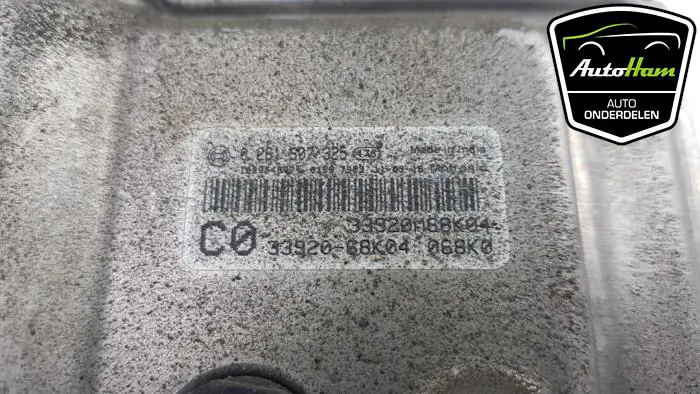 AutoHam
AUTO
ONDERDELEN
0 261 S07 325 Made in India
33920M68K04
C0 33920-68K04 068K0